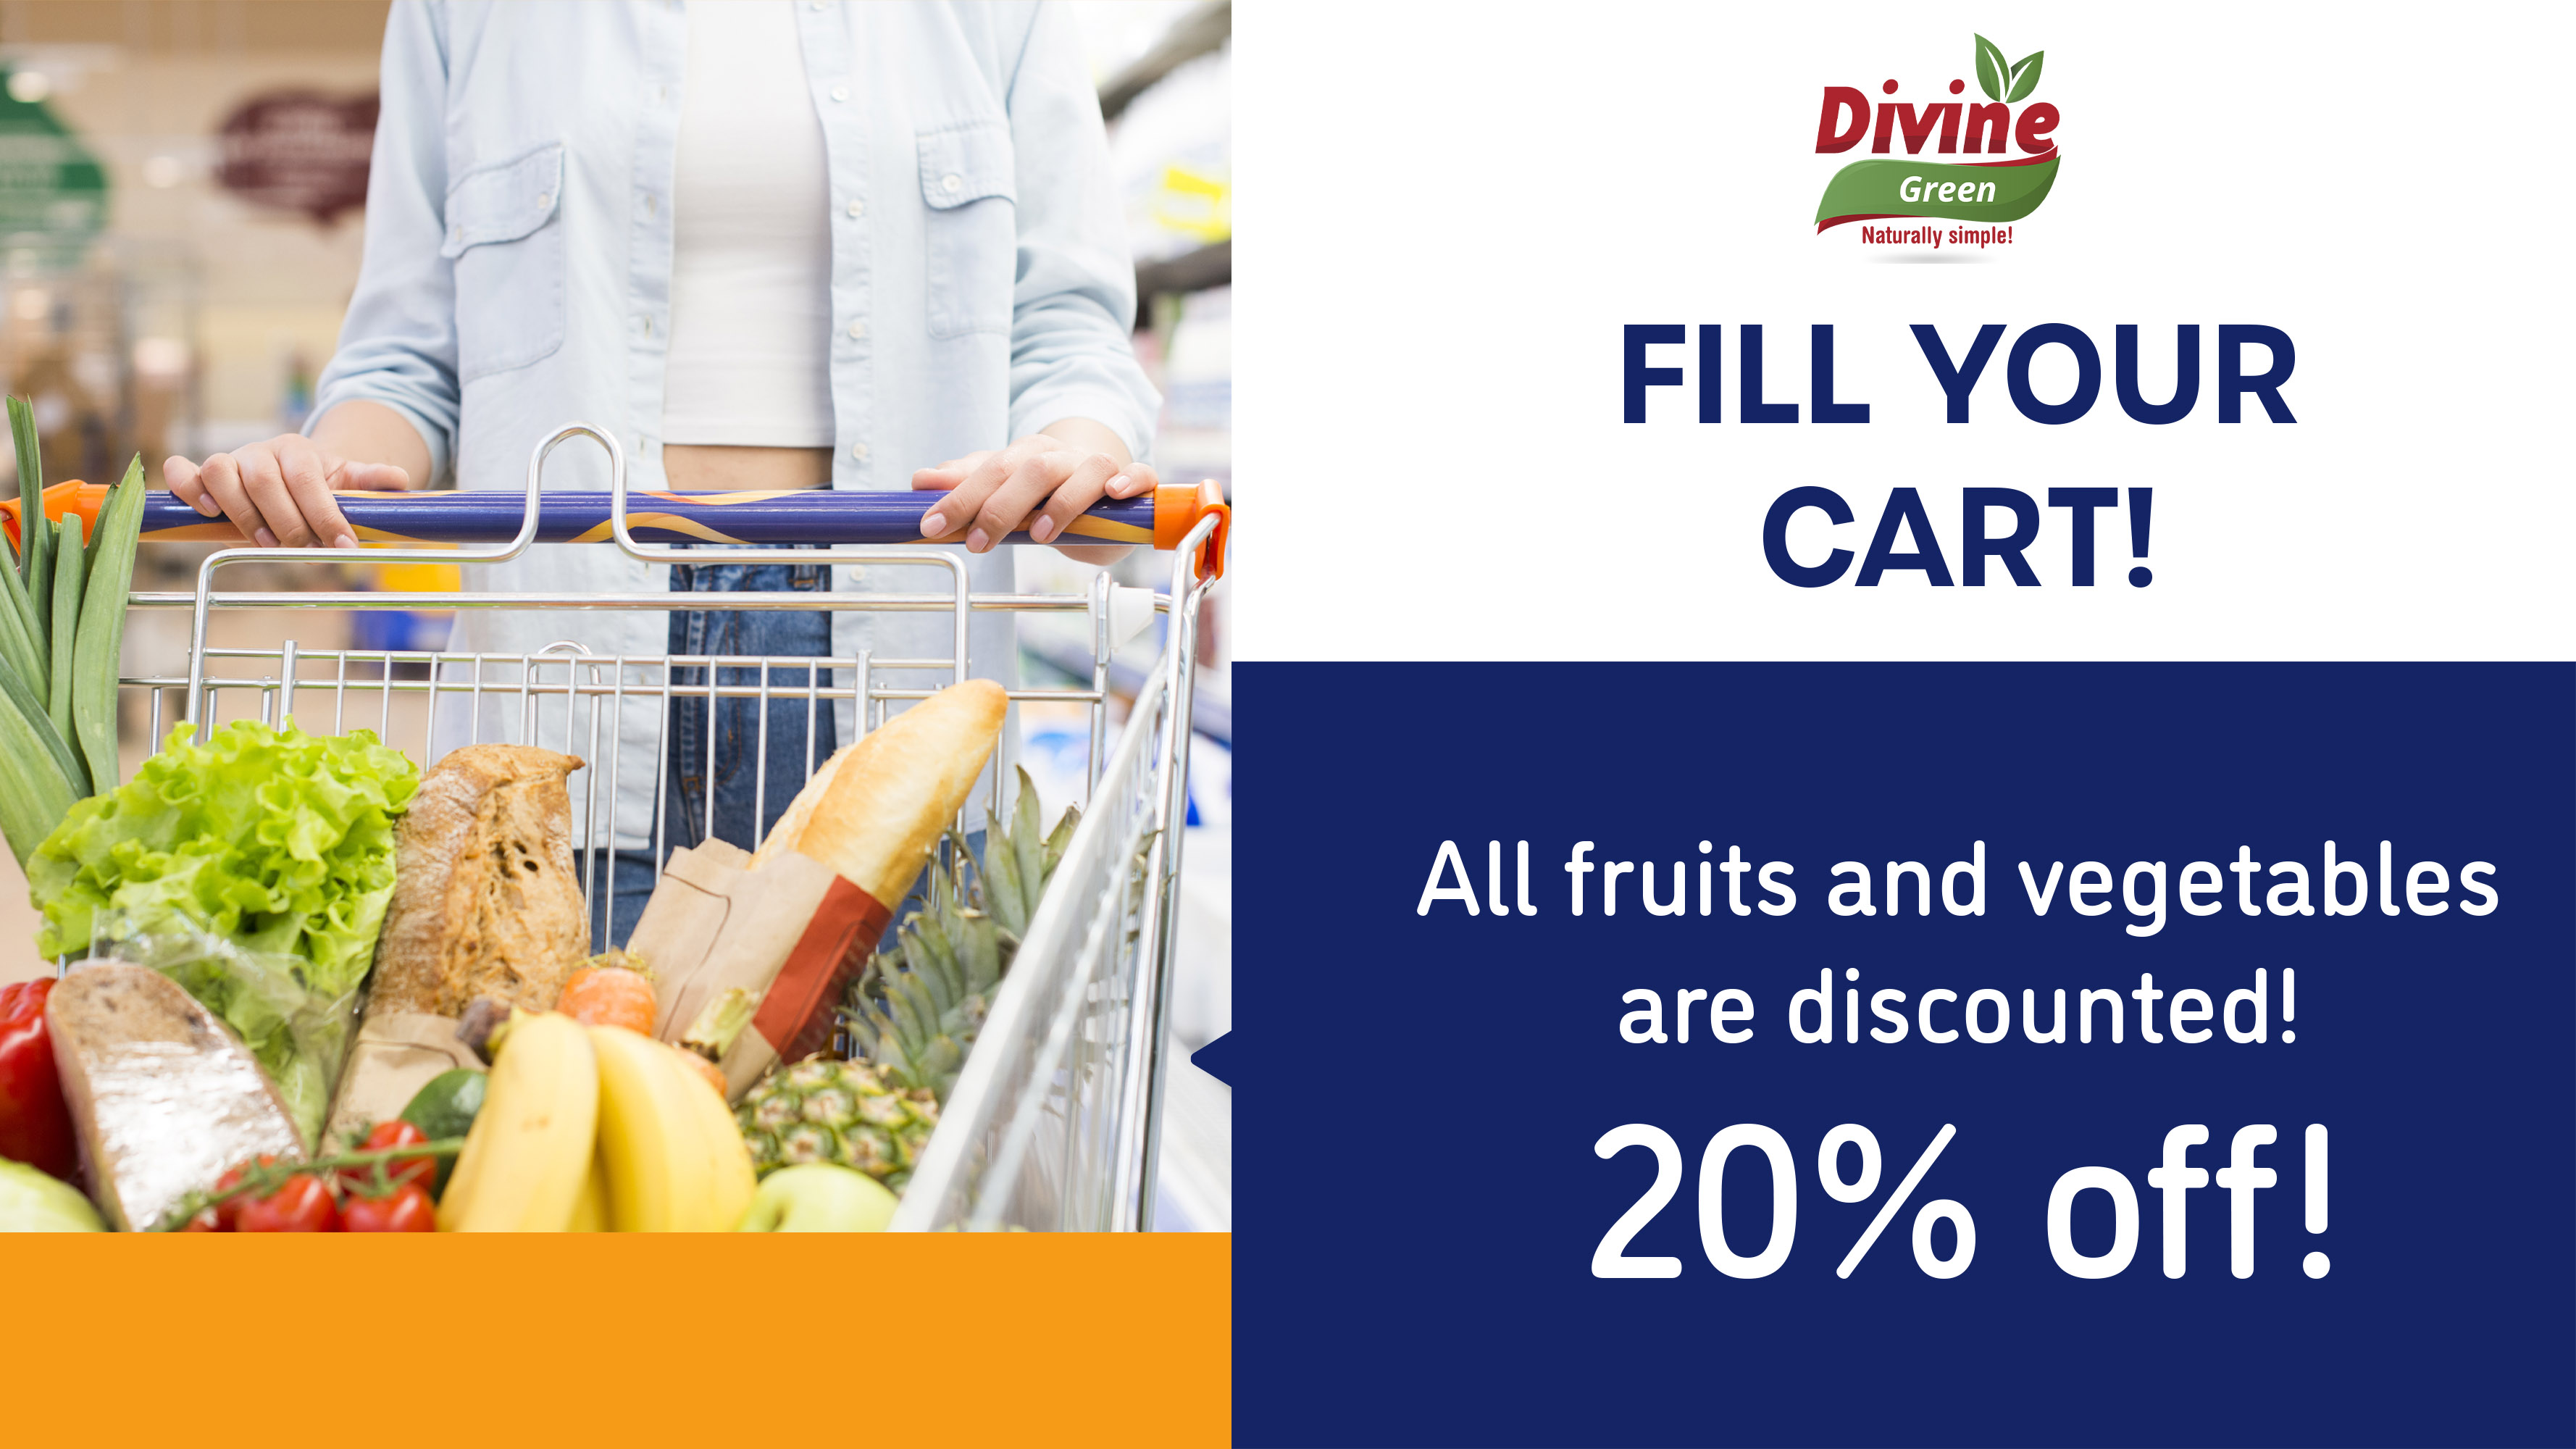 Divine
Green
Naturally simple!
FILL YOUR
CART!
All fruits and vegetables
are discounted!
20% off!